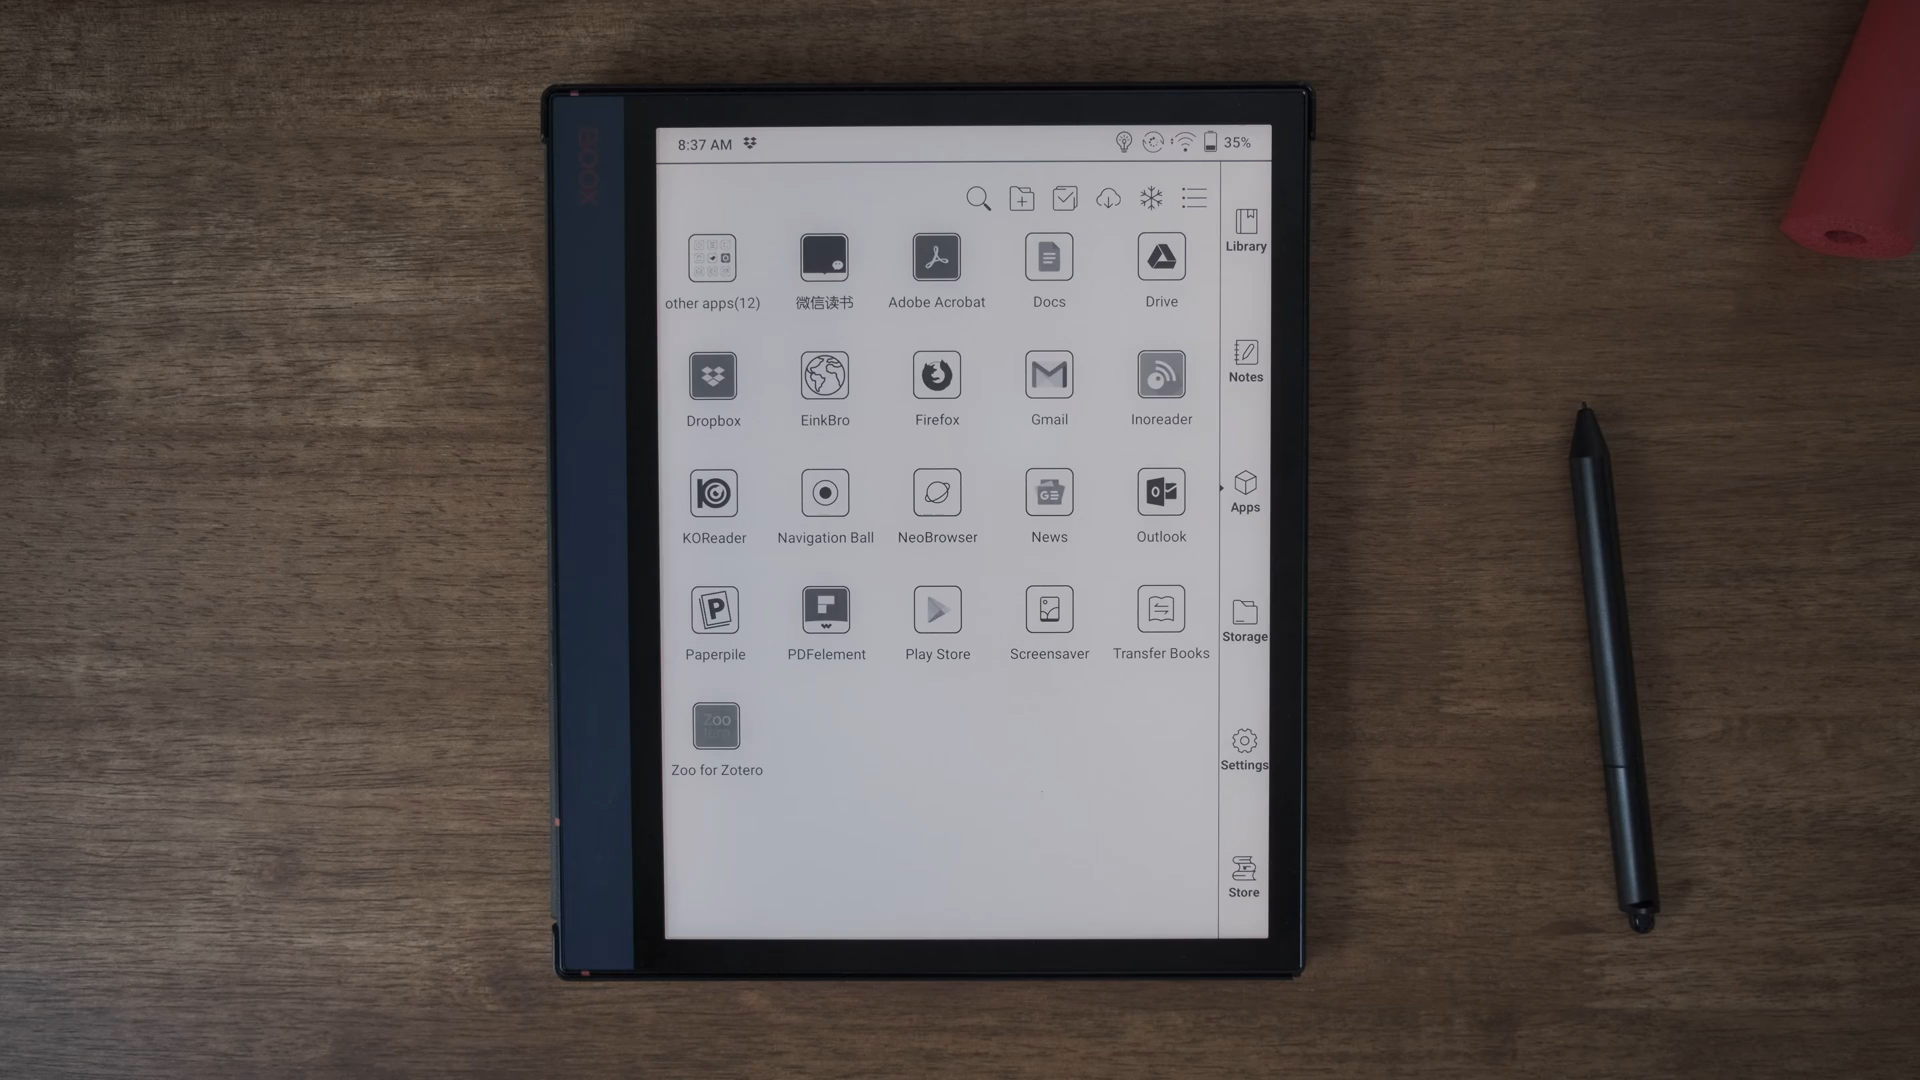 BOOX
8:37 AM
35%
other apps(12)
微信读书
Adobe Acrobat
Docs
Drive
Dropbox
EinkBro
Firefox
Gmail
Inoreader
KOReader
Navigation Ball
NeoBrowser
News
Outlook
Paperpile
PDFelement
Play Store
Screensaver
Transfer Books
Zoo
Zoo for Zotero
Library
Notes
Apps
Storage
Settings
Store